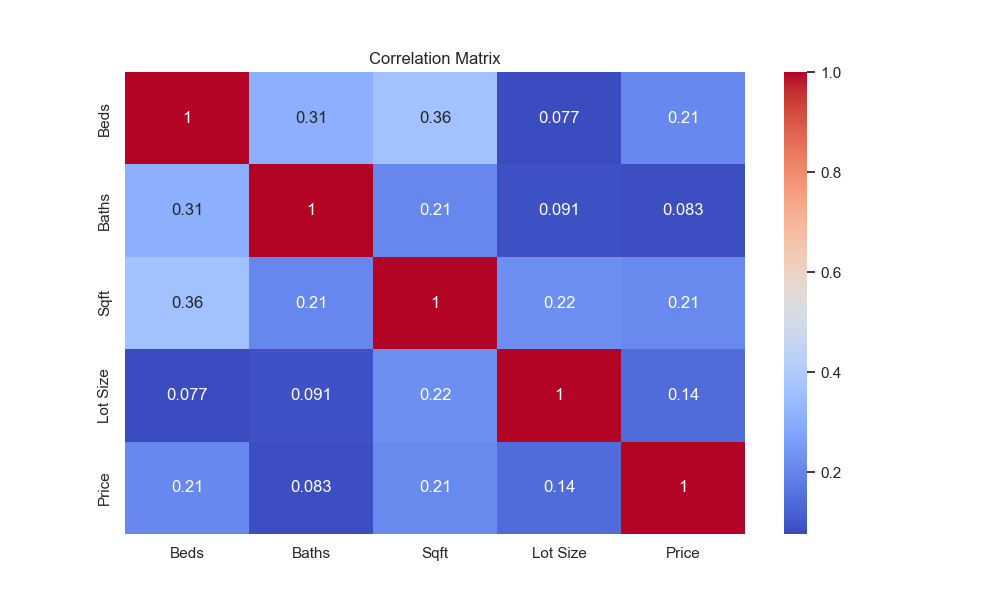 Correlation Matrix
Beds 1 0.31 0.36 0.077 0.21
Baths 0.31 1 0.21 0.091 0.083
Sqft 0.36 0.21 1 0.22 0.21
Lot Size 0.077 0.091 0.22 1 0.14
Price 0.21 0.083 0.21 0.14 1
Beds Baths Sqft Lot Size Price
1.0
0.8
0.6
0.4
0.2